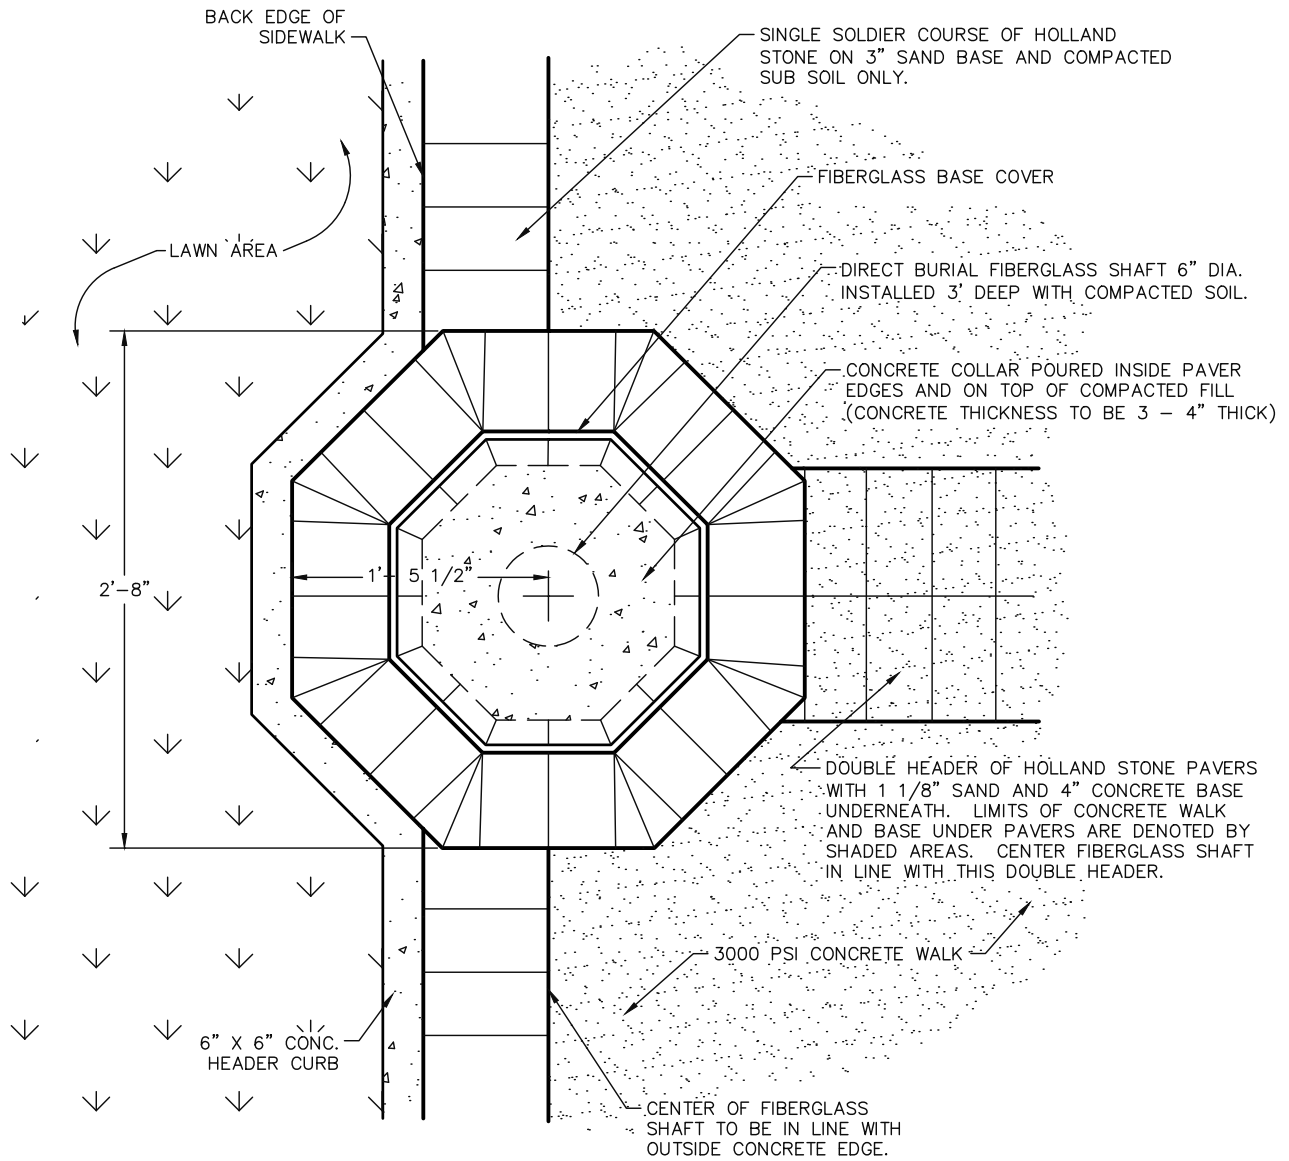 BACK EDGE OF
SIDEWALK
SINGLE SOLDIER COURSE OF HOLLAND
STONE ON 3" SAND BASE AND COMPACTED
SUB SOIL ONLY.
FIBERGLASS BASE COVER
LAWN AREA
DIRECT BURIAL FIBERGLASS SHAFT 6" DIA.
INSTALLED 3' DEEP WITH COMPACTED SOIL.
CONCRETE COLLAR POURED INSIDE PAVER
EDGES AND ON TOP OF COMPACTED FILL
(CONCRETE THICKNESS TO BE 3 – 4" THICK)
2'-8"
1'- 5 1/2"
DOUBLE HEADER OF HOLLAND STONE PAVERS
WITH 1 1/8" SAND AND 4" CONCRETE BASE
UNDERNEATH. LIMITS OF CONCRETE WALK
AND BASE UNDER PAVERS ARE DENOTED BY
SHADED AREAS. CENTER FIBERGLASS SHAFT
IN LINE WITH THIS DOUBLE HEADER.
3000 PSI CONCRETE WALK
6" X 6" CONC.
HEADER CURB
CENTER OF FIBERGLASS
SHAFT TO BE IN LINE WITH
OUTSIDE CONCRETE EDGE.